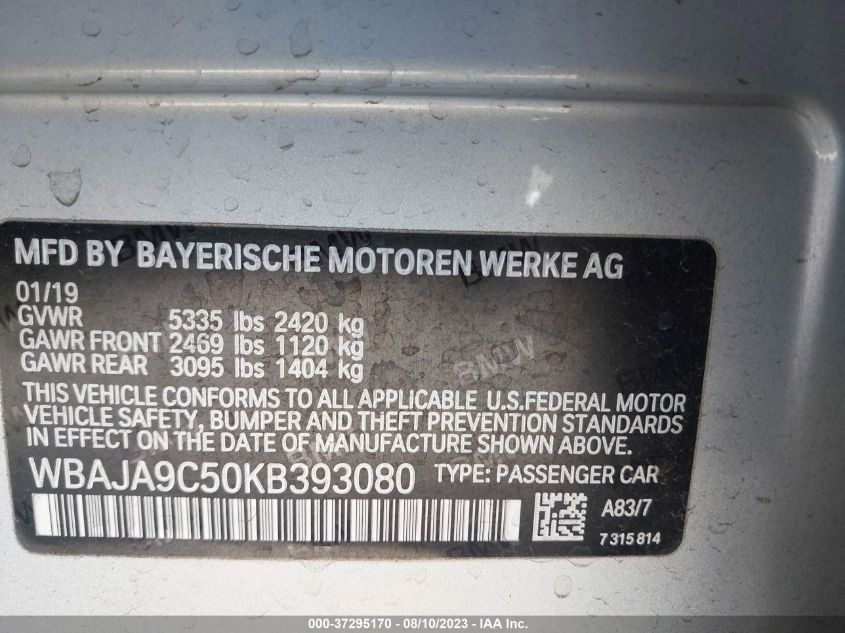 MFD BY BAYERISCHE MOTOREN WERKE AG
01/19
GVWR 5335 lbs 2420 kg
GAWR FRONT 2469 lbs 1120 kg
GAWR REAR 3095 lbs 1404 kg
THIS VEHICLE CONFORMS TO ALL APPLICABLE U.S.FEDERAL MOTOR
VEHICLE SAFETY, BUMPER AND THEFT PREVENTION STANDARDS
IN EFFECT ON THE DATE OF MANUFACTURE SHOWN ABOVE.
WBAJA9C50KB393080 TYPE: PASSENGER CAR
A83/7
7 315 814
000-37295170 - 08/10/2023 - IAA Inc.